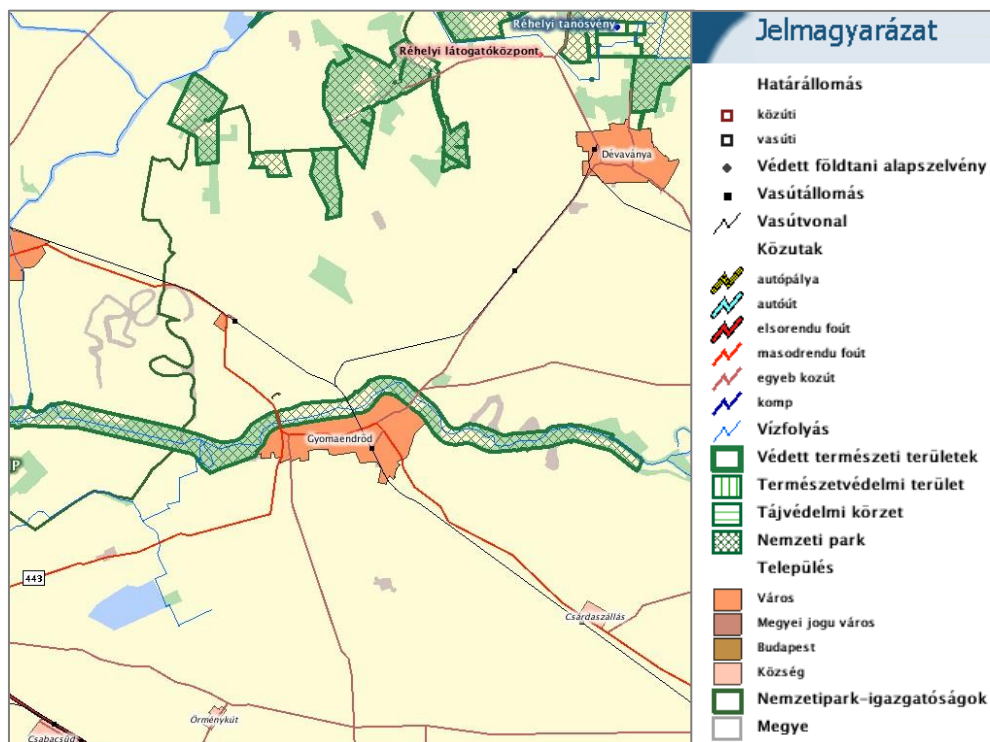 Réhelyi tanösvény
Réhelyi látogatóközpont
Dévaványa
Gyomaendrőd
P
443
Csárdaszállás
Örménykút
Csabacsűd
Jelmagyarázat
Határállomás
közúti
vasúti
Védett földtani alapszelvény
Vasútállomás
Vasútvonal
Közutak
autópálya
autóút
elsorendu foút
masodrendu foút
egyeb kozút
komp
Vízfolyás
Védett természeti területek
Természetvédelmi terület
Tájvédelmi körzet
Nemzeti park
Település
Város
Megyei jogu város
Budapest
Község
Nemzetipark-igazgatóságok
Megye